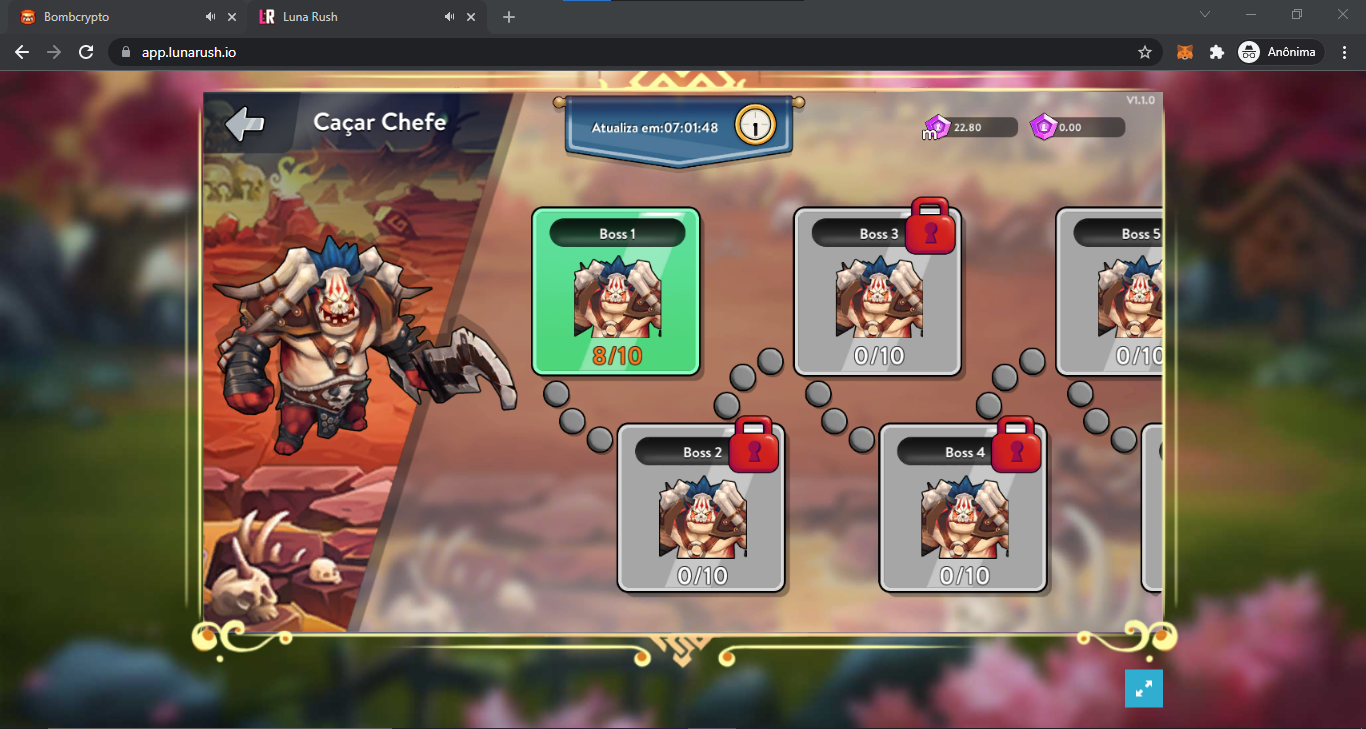 Bombcrypto
Luna Rush
app.lunarush.io
Anônima
Caçar Chefe
Atualiza em:07:01:48
1
V1.1.0
m
22.80
0.00
Boss 1
8/10
Boss 3
0/10
Boss 5
0/10
Boss 2
0/10
Boss 4
0/10